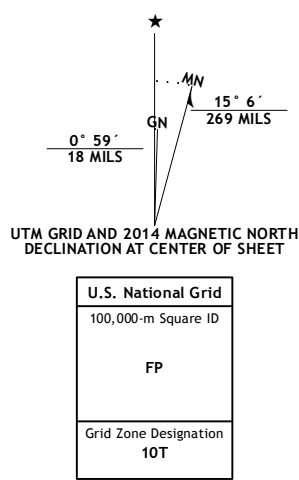 MN
GN
15° 6´
269 MILS
0° 59´
18 MILS
UTM GRID AND 2014 MAGNETIC NORTH
DECLINATION AT CENTER OF SHEET
U.S. National Grid
100,000-m Square ID
FP
Grid Zone Designation
10T